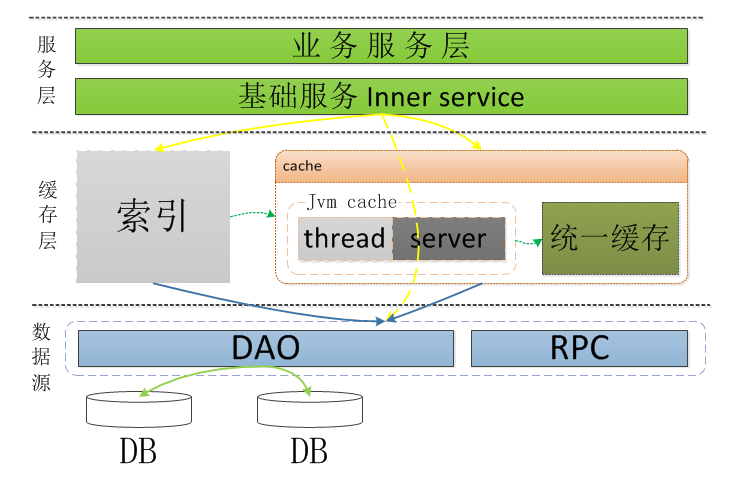 服务层
业务服务层
基础服务 Inner service
缓存层
索引
cache
Jvm cache
thread
server
统一缓存
数据源
DAO
RPC
DB
DB